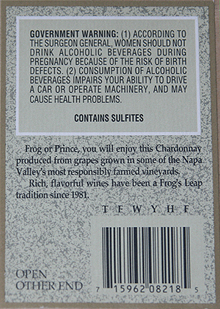 GOVERNMENT WARNING: (1) ACCORDING TO
THE SURGEON GENERAL, WOMEN SHOULD NOT
DRINK ALCOHOLIC BEVERAGES DURING
PREGNANCY BECAUSE OF THE RISK OF BIRTH
DEFECTS. (2) CONSUMPTION OF ALCOHOLIC
BEVERAGES IMPAIRS YOUR ABILITY TO DRIVE
A CAR OR OPERATE MACHINERY, AND MAY
CAUSE HEALTH PROBLEMS.
CONTAINS SULFITES
Frog or Prince, you will enjoy this Chardonnay
produced from grapes grown in some of the Napa
Valley's most responsibly farmed vineyards.
Rich, flavorful wines have been a Frog's Leap
tradition since 1981.
T F W Y H F
OPEN
OTHER END
7 15962 08218 5